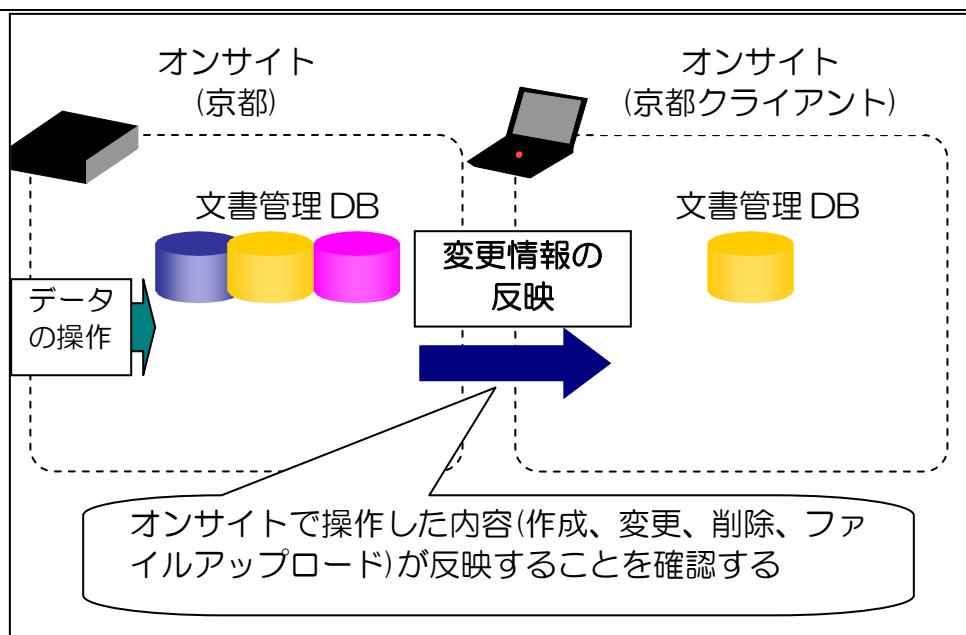 オンサイト
(京都)
オンサイト
(京都クライアント)
文書管理 DB
文書管理 DB
変更情報の
反映
データ
の操作
オンサイトで操作した内容(作成、変更、削除、ファ
イルアップロード)が反映することを確認する